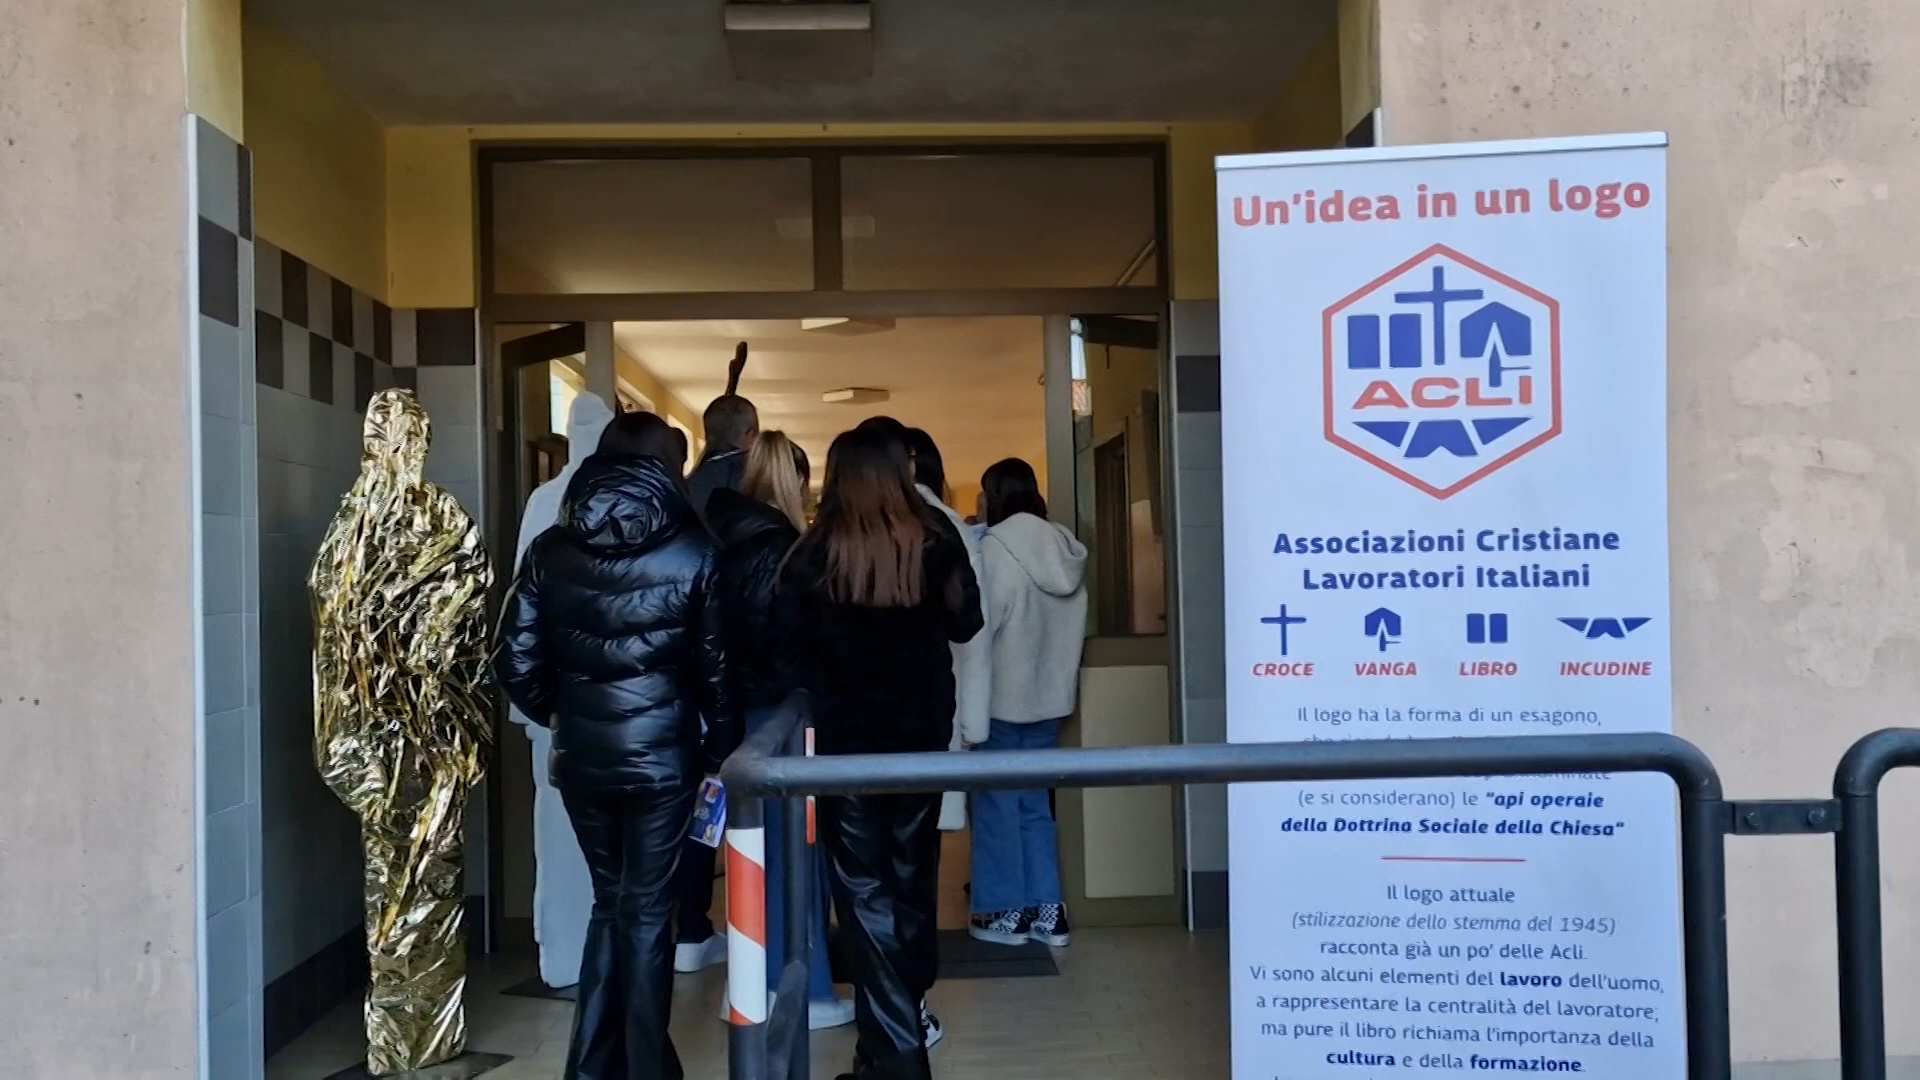 Un'idea in un logo
ACLI
Associazioni Cristiane
Lavoratori Italiani
CROCE VANGA LIBRO INCUDINE
Il logo ha la forma di un esagono,
(e si considerano) le "api operaie
della Dottrina Sociale della Chiesa"
Il logo attuale
(stilizzazione dello stemma del 1945)
racconta già un po' delle Acli.
Vi sono alcuni elementi del lavoro dell'uomo,
a rappresentare la centralità del lavoratore;
ma pure il libro richiama l'importanza della
cultura e della formazione.